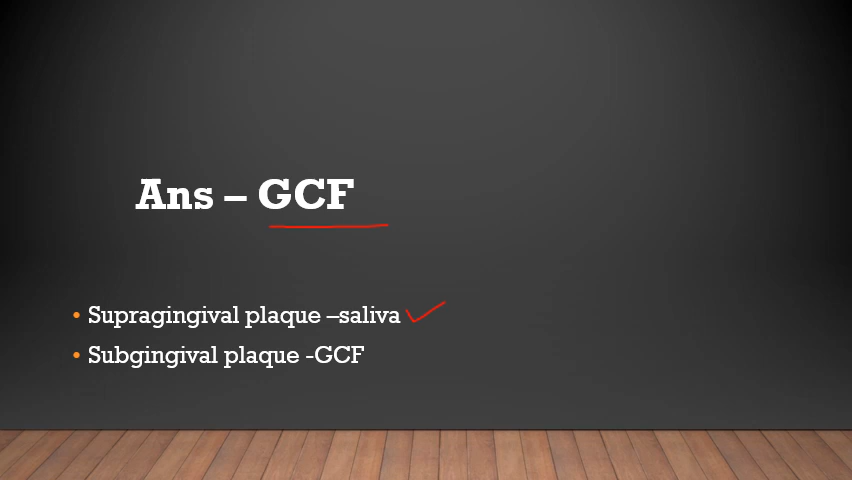 Ans – GCF
• Supragingival plaque –saliva
• Subgingival plaque -GCF